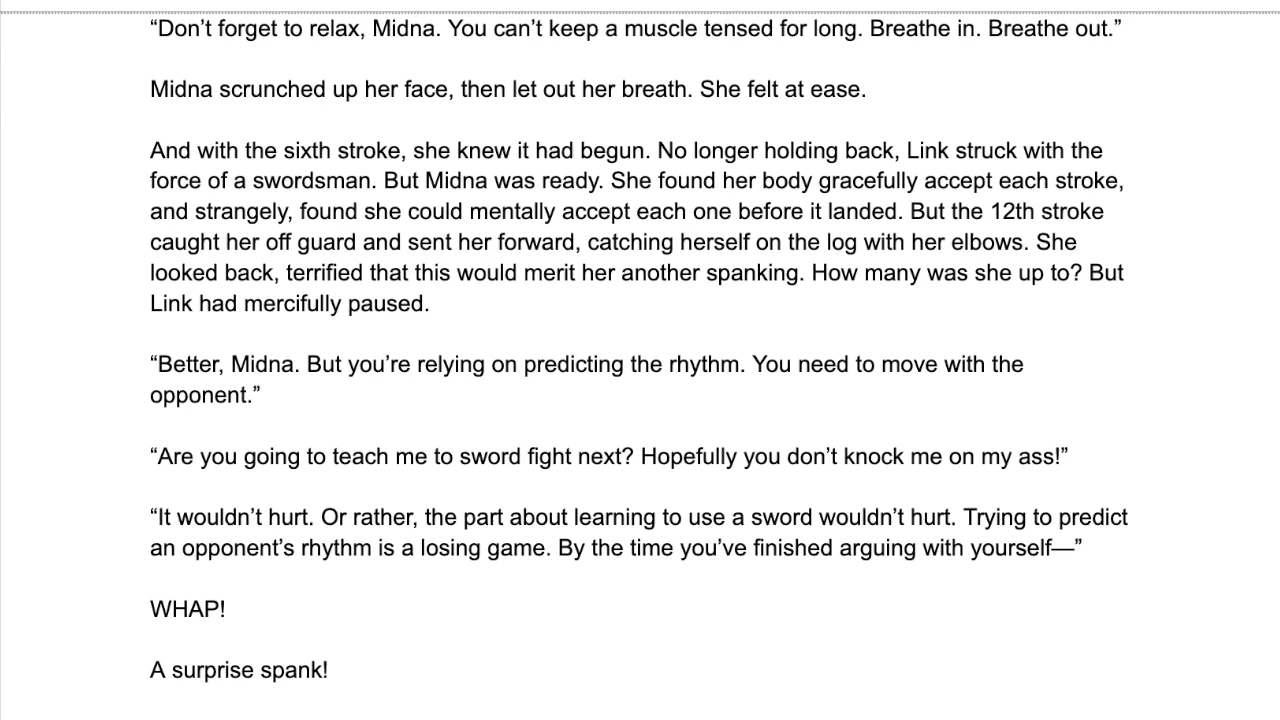 “Don’t forget to relax, Midna. You can’t keep a muscle tensed for long. Breathe in. Breathe out.”
Midna scrunched up her face, then let out her breath. She felt at ease.
And with the sixth stroke, she knew it had begun. No longer holding back, Link struck with the
force of a swordsman. But Midna was ready. She found her body gracefully accept each stroke,
and strangely, found she could mentally accept each one before it landed. But the 12th stroke
caught her off guard and sent her forward, catching herself on the log with her elbows. She
looked back, terrified that this would merit her another spanking. How many was she up to? But
Link had mercifully paused.
“Better, Midna. But you’re relying on predicting the rhythm. You need to move with the
opponent.”
“Are you going to teach me to sword fight next? Hopefully you don’t knock me on my ass!”
“It wouldn’t hurt. Or rather, the part about learning to use a sword wouldn’t hurt. Trying to predict
an opponent’s rhythm is a losing game. By the time you’ve finished arguing with yourself—”
WHAP!
A surprise spank!